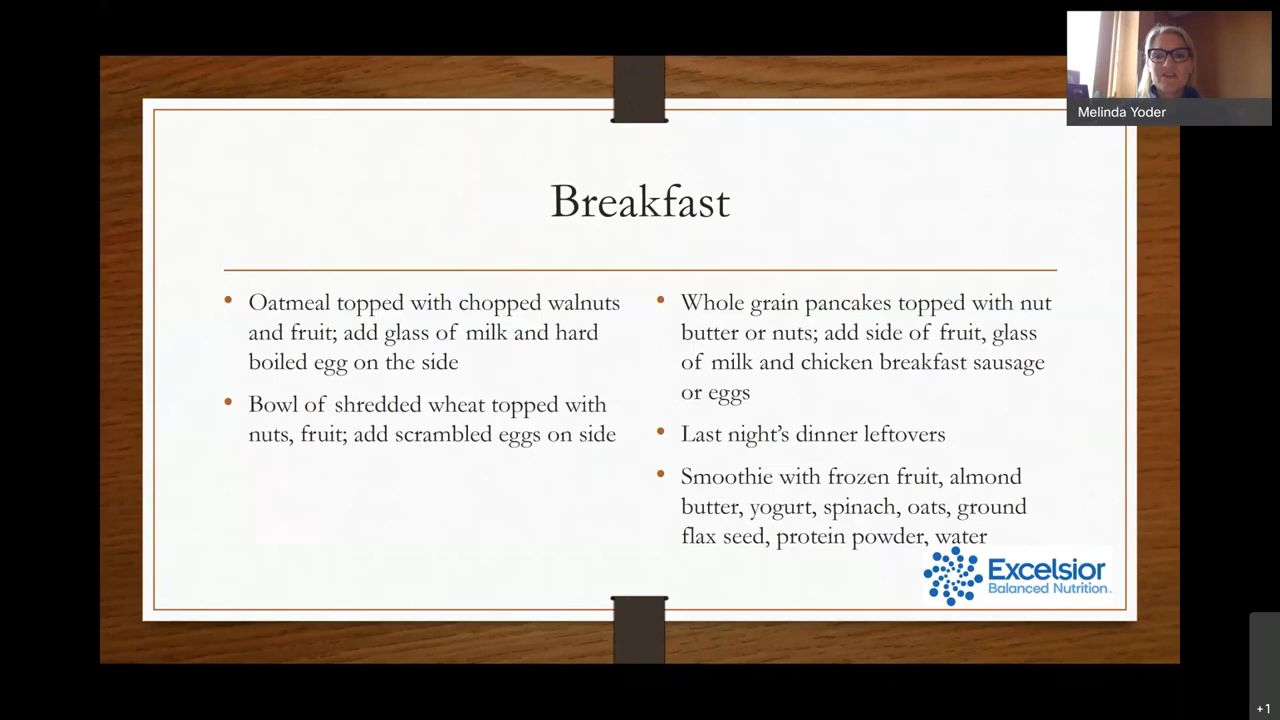 Melinda Yoder
Breakfast
• Oatmeal topped with chopped walnuts
and fruit; add glass of milk and hard
boiled egg on the side
• Bowl of shredded wheat topped with
nuts, fruit; add scrambled eggs on side
• Whole grain pancakes topped with nut
butter or nuts; add side of fruit, glass
of milk and chicken breakfast sausage
or eggs
• Last night’s dinner leftovers
• Smoothie with frozen fruit, almond
butter, yogurt, spinach, oats, ground
flax seed, protein powder, water
Excelsior
Balanced Nutrition
+1